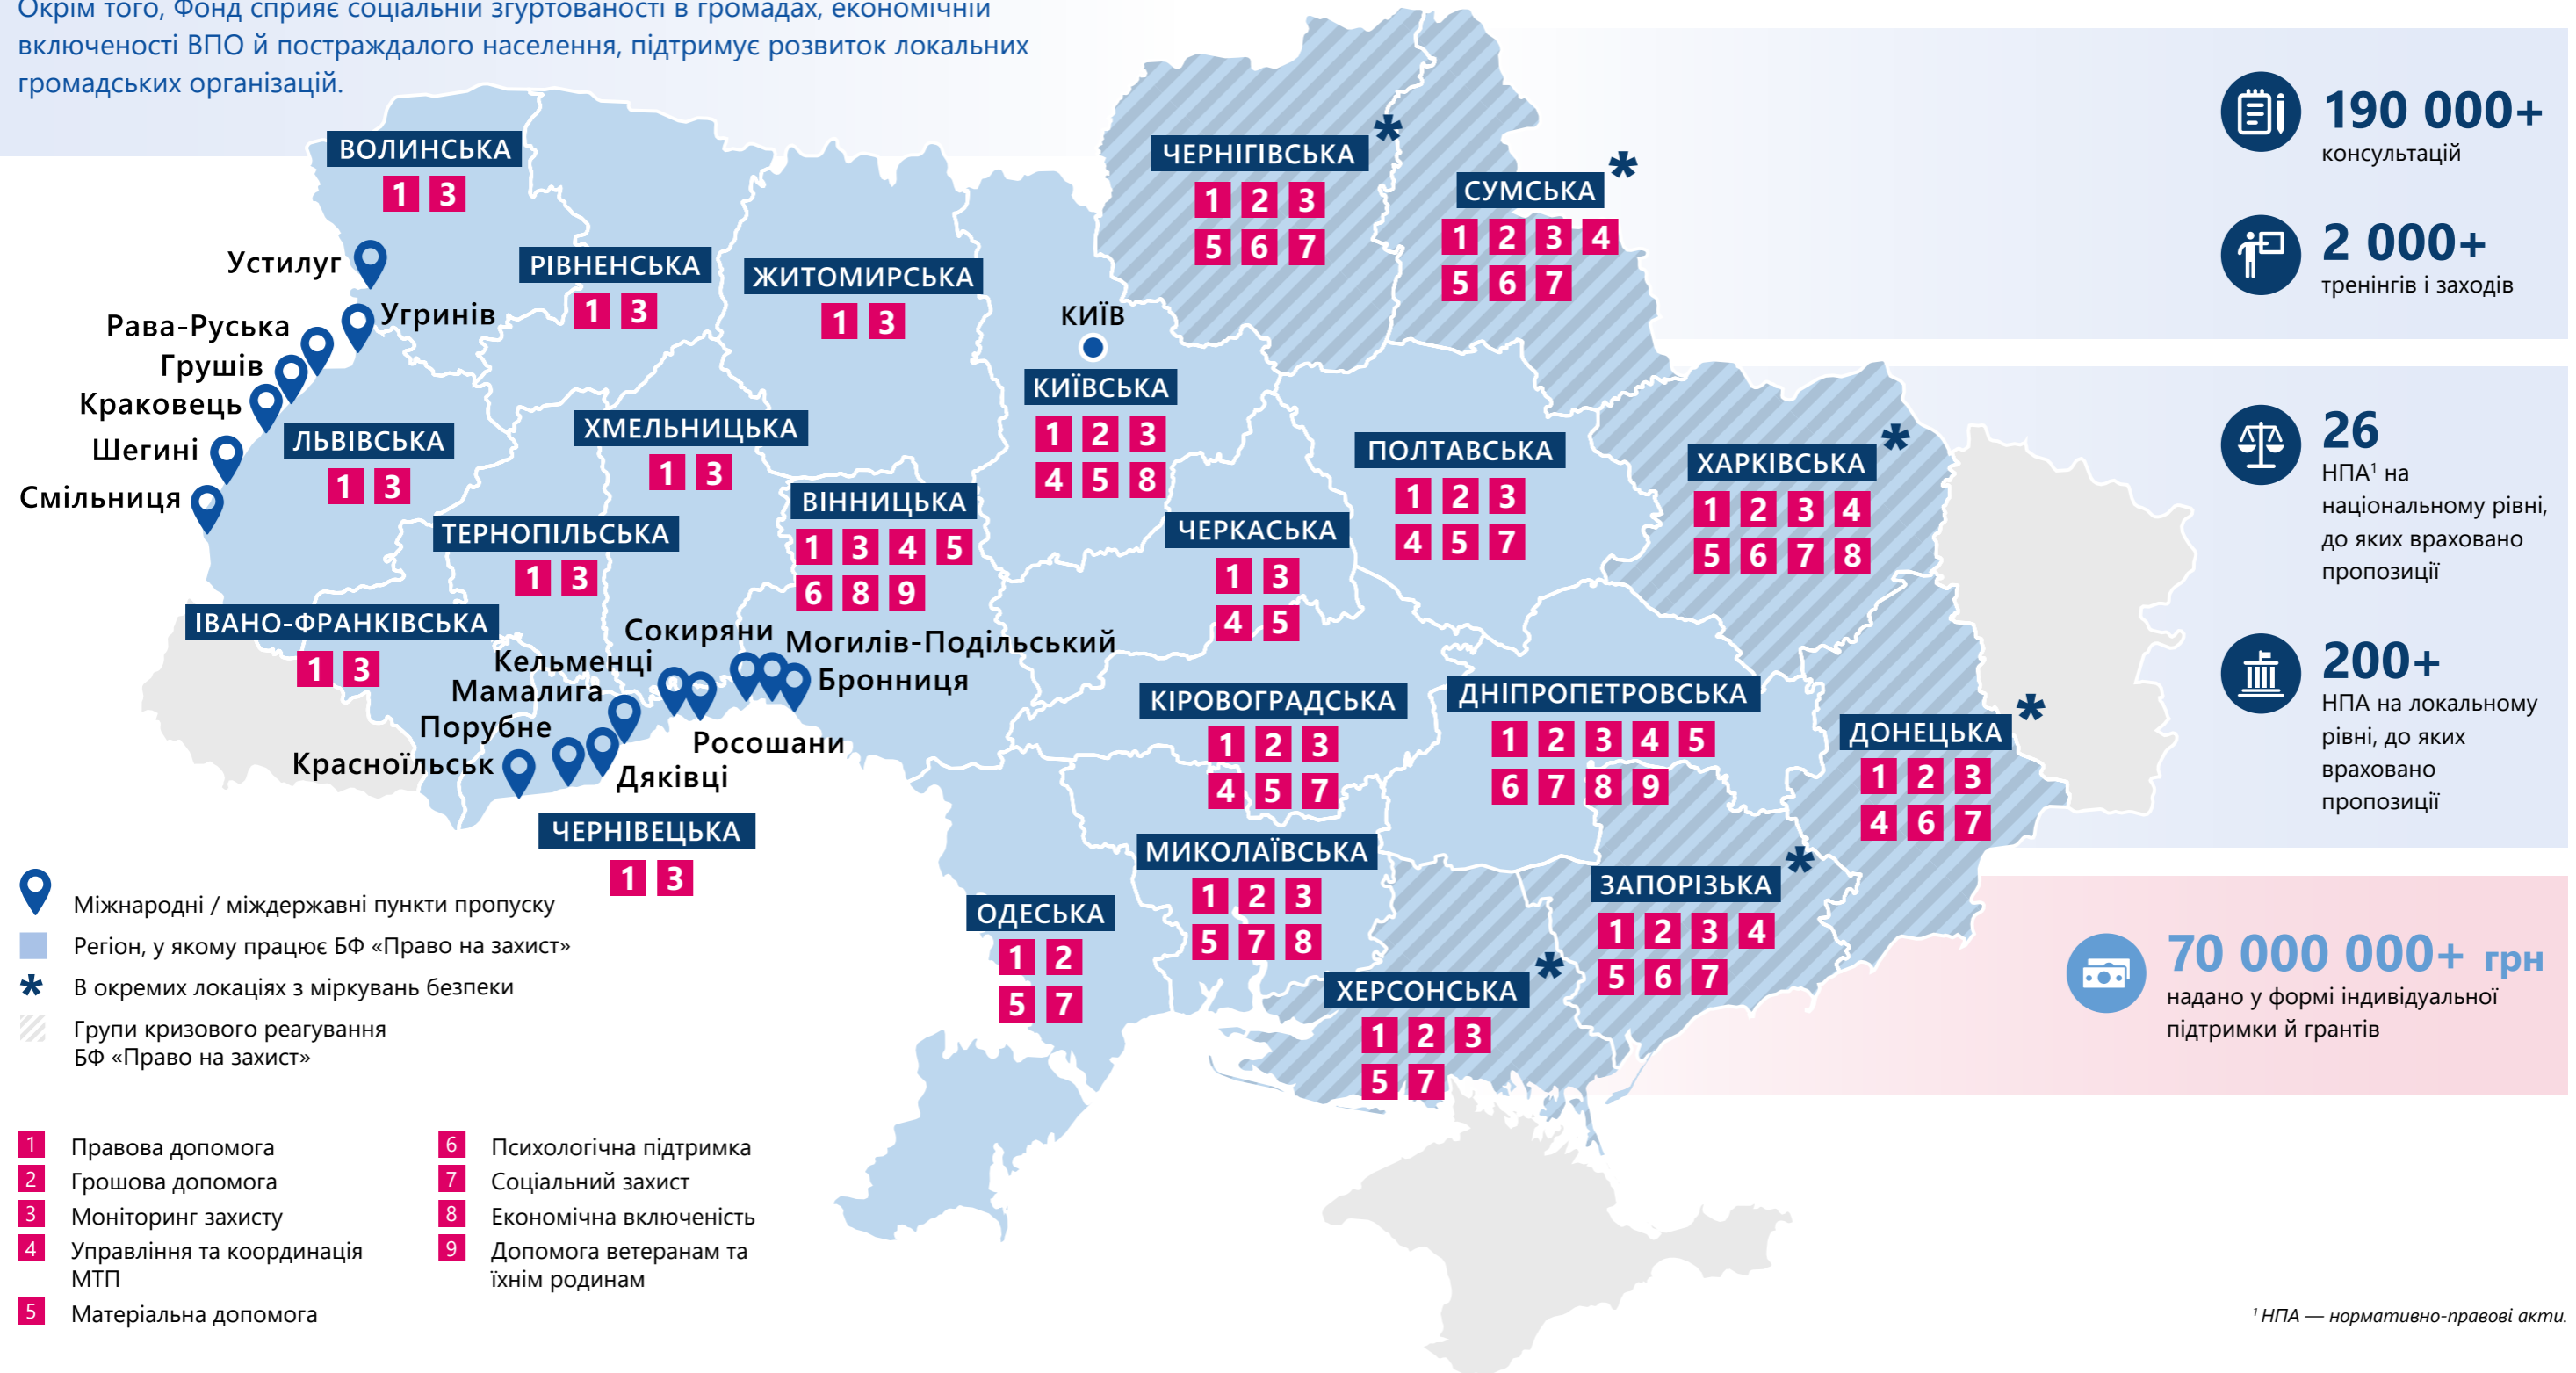 Окрім того, Фонд сприяє соціальній згуртованості в громадах, економічній
включеності ВПО й постраждалого населення, підтримує розвиток локальних
громадських організацій.
ВОЛИНСЬКА
1 3
РІВНЕНСЬКА
1 3
ЖИТОМИРСЬКА
1 3
КИЇВ
КИЇВСЬКА
1 2 3
4 5 8
ЧЕРНІГІВСЬКА *
1 2 3
5 6 7
СУМСЬКА *
1 2 3 4
5 6 7
Устилуг
Угринів
Рава-Руська
Грушів
Краковець
Шегині
Смільниця
ЛЬВІВСЬКА
1 3
ХМЕЛЬНИЦЬКА
1 3
ТЕРНОПІЛЬСЬКА
1 3
ВІННИЦЬКА
1 3 4 5
6 8 9
ЧЕРКАСЬКА
1 3
4 5
ПОЛТАВСЬКА
1 2 3
4 5 7
ХАРКІВСЬКА *
1 2 3 4
5 6 7 8
ІВАНО-ФРАНКІВСЬКА
1 3
Сокиряни
Могилів-Подільський
Кельменці
Бронниця
Мамалига
Порубне
Росошани
Красноїльськ
Дяківці
ЧЕРНІВЕЦЬКА
1 3
КІРОВОГРАДСЬКА
1 2 3
4 5 7
ДНІПРОПЕТРОВСЬКА
1 2 3 4 5
6 7 8 9
ДОНЕЦЬКА *
1 2 3
4 6 7
МИКОЛАЇВСЬКА
1 2 3
5 7 8
ЗАПОРІЗЬКА *
1 2 3 4
5 6 7
ОДЕСЬКА
1 2
5 7
ХЕРСОНСЬКА *
1 2 3
5 7
190 000+
консультацій
2 000+
тренінгів і заходів
26
НПА¹ на
національному рівні,
до яких враховано
пропозиції
200+
НПА на локальному
рівні, до яких
враховано
пропозиції
70 000 000+ грн
надано у формі індивідуальної
підтримки й грантів
Міжнародні / міждержавні пункти пропуску
Регіон, у якому працює БФ «Право на захист»
* В окремих локаціях з міркувань безпеки
Групи кризового реагування
БФ «Право на захист»
1 Правова допомога
2 Грошова допомога
3 Моніторинг захисту
4 Управління та координація
МТП
5 Матеріальна допомога
6 Психологічна підтримка
7 Соціальний захист
8 Економічна включеність
9 Допомога ветеранам та
їхнім родинам
¹ НПА — нормативно-правові акти.